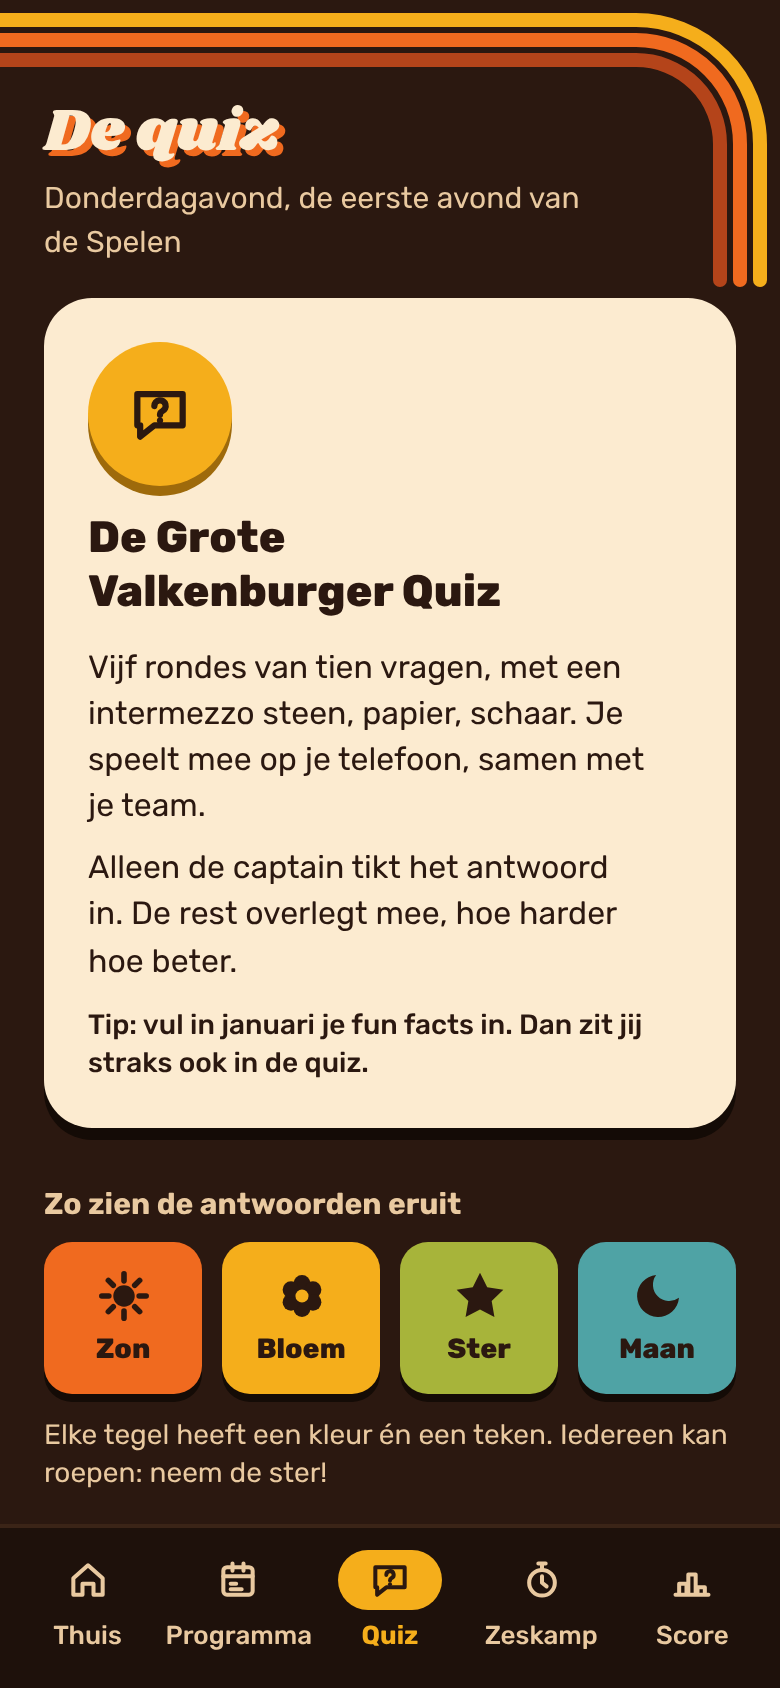 De quiz
Donderdagavond, de eerste avond van
de Spelen
De Grote
Valkenburger Quiz
Vijf rondes van tien vragen, met een
intermezzo steen, papier, schaar. Je
speelt mee op je telefoon, samen met
je team.
Alleen de captain tikt het antwoord
in. De rest overlegt mee, hoe harder
hoe beter.
Tip: vul in januari je fun facts in. Dan zit jij
straks ook in de quiz.
Zo zien de antwoorden eruit
Zon Bloem Ster Maan
Elke tegel heeft een kleur én een teken. Iedereen kan
roepen: neem de ster!
Thuis Programma Quiz Zeskamp Score